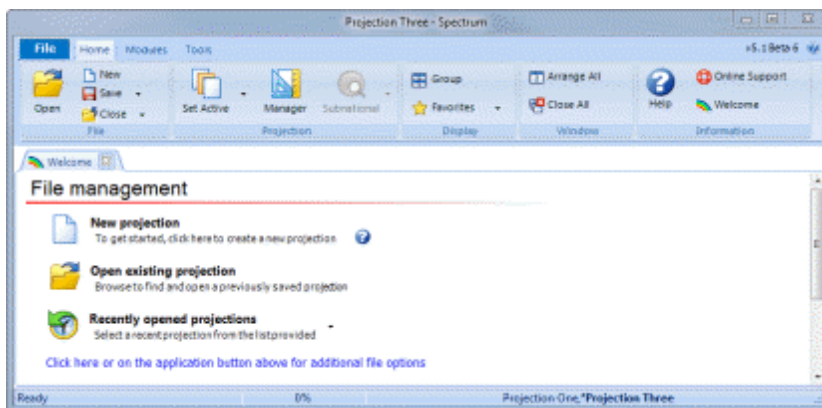 Projection Three - Spectrum
File Home Modules Tools v5.1 Beta 6
New Group Arrange All Online Support
Save Favorites Close All Welcome
Close
Open Set Active Manager Subnational Help
File Projection Display Window Information
Welcome
File management
New projection
To get started, click here to create a new projection
Open existing projection
Browse to find and open a previously saved projection
Recently opened projections
Select a recent projection from the list provided
Click here or on the application button above for additional file options
Ready 0% Projection One,*Projection Three